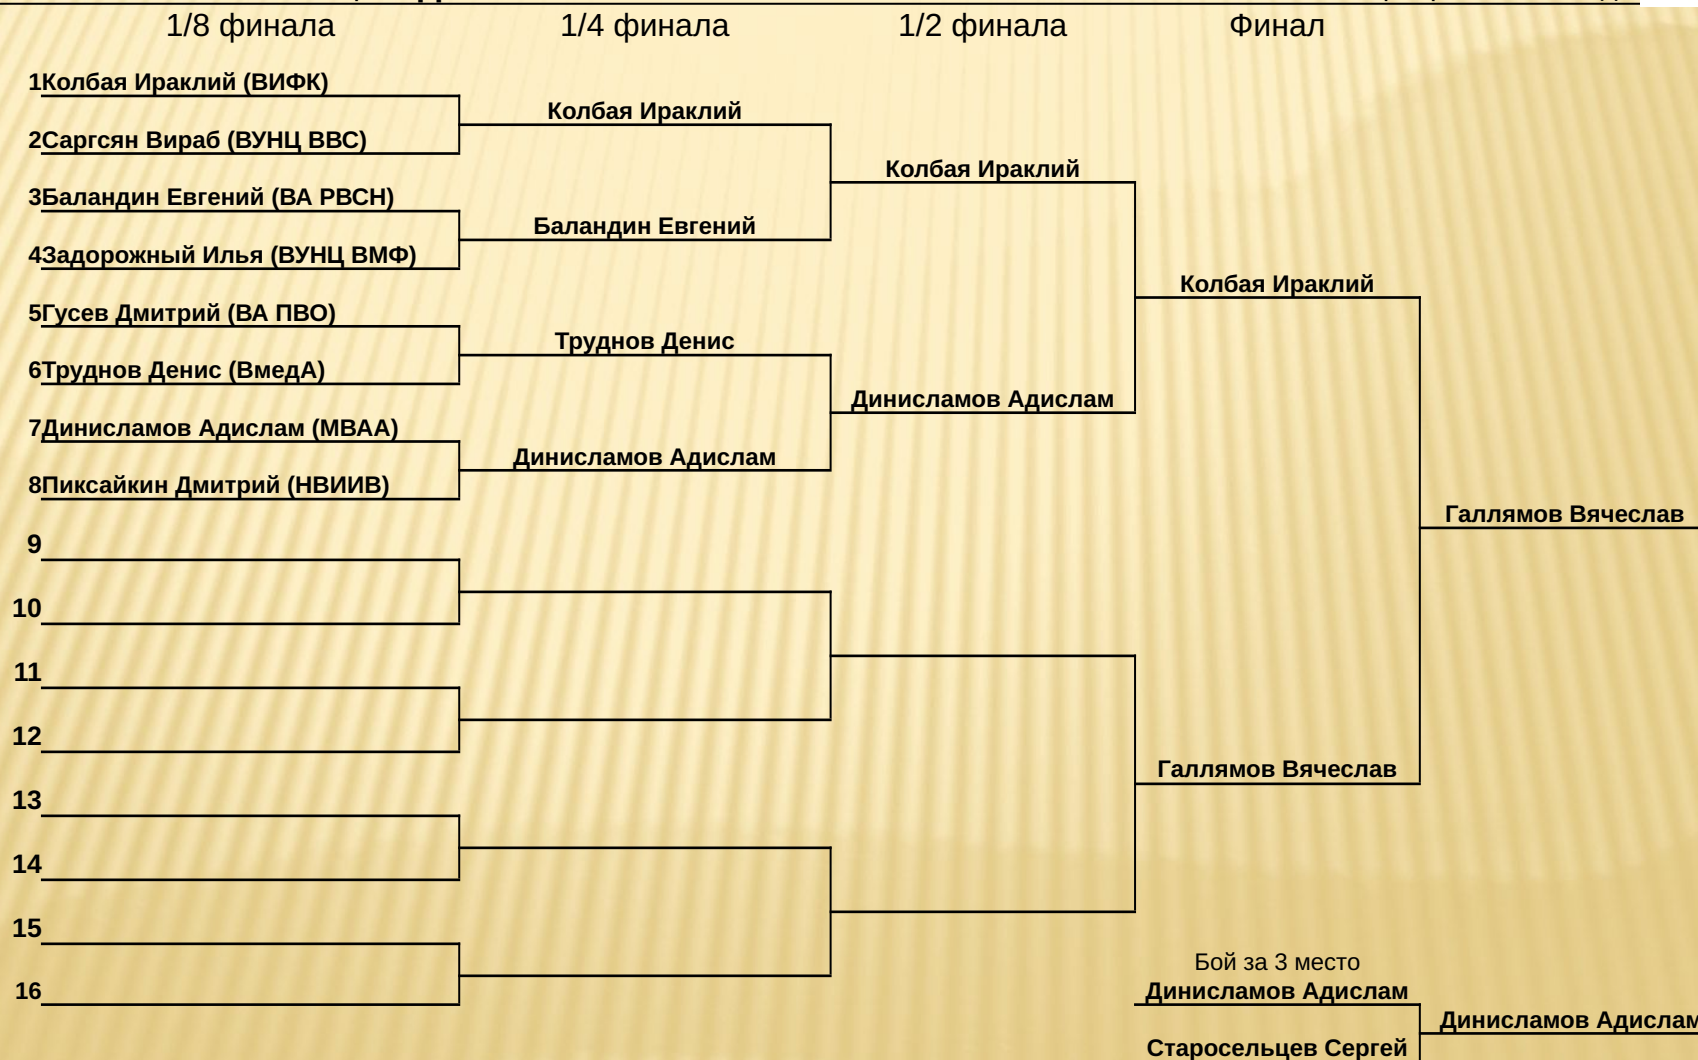 1/8 финала 1/4 финала 1/2 финала Финал
1Колбая Ираклий (ВИФК)
Колбая Ираклий
2Саргсян Вираб (ВУНЦ ВВС)
Колбая Ираклий
3Баландин Евгений (ВА РВСН)
Баландин Евгений
4Задорожный Илья (ВУНЦ ВМФ)
Колбая Ираклий
5Гусев Дмитрий (ВА ПВО)
Труднов Денис
6Труднов Денис (ВмедА)
Динисламов Адислам
7Динисламов Адислам (МВАА)
Динисламов Адислам
8Пиксайкин Дмитрий (НВИИВ)
Галлямов Вячеслав
9
10
11
12
Галлямов Вячеслав
13
14
15
Бой за 3 место
16
Динисламов Адислам
Динисламов Адислам
Старосельцев Сергей